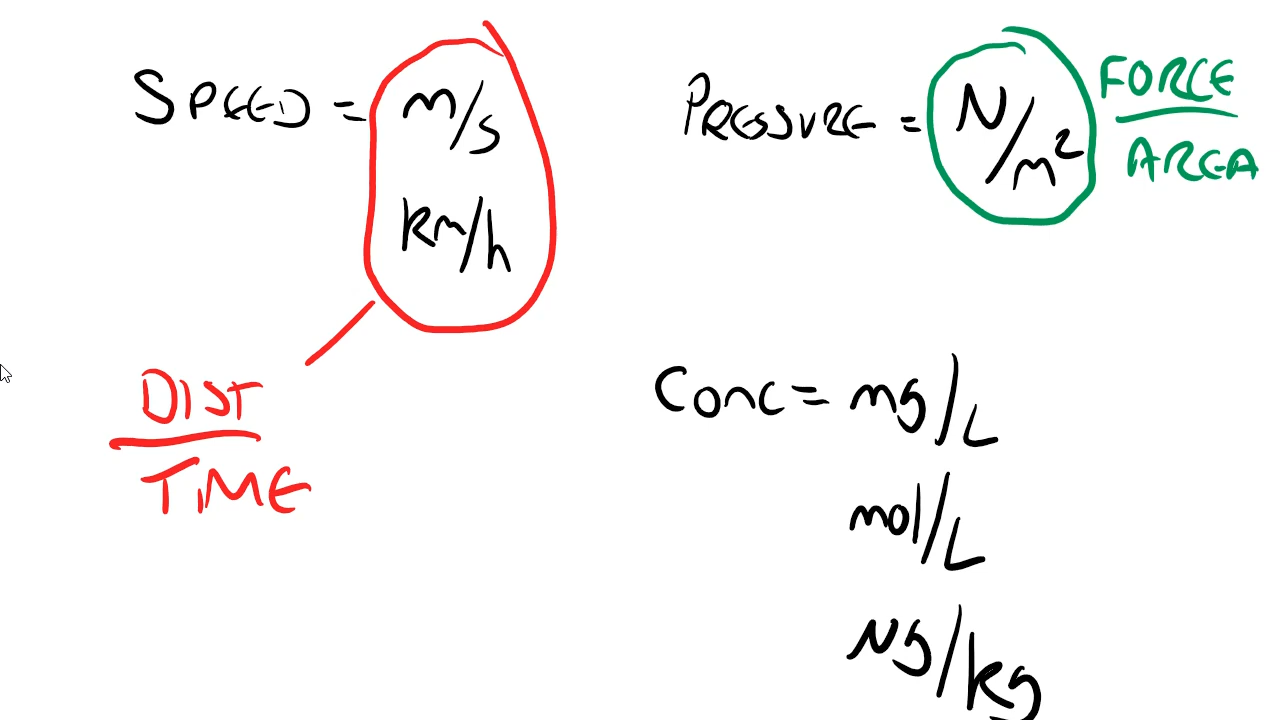 SPEED = m/s
km/h
DIST
TIME
PRESSURE = N/m²
FORCE
AREA
Conc = mg/L
mol/L
Ng/kg